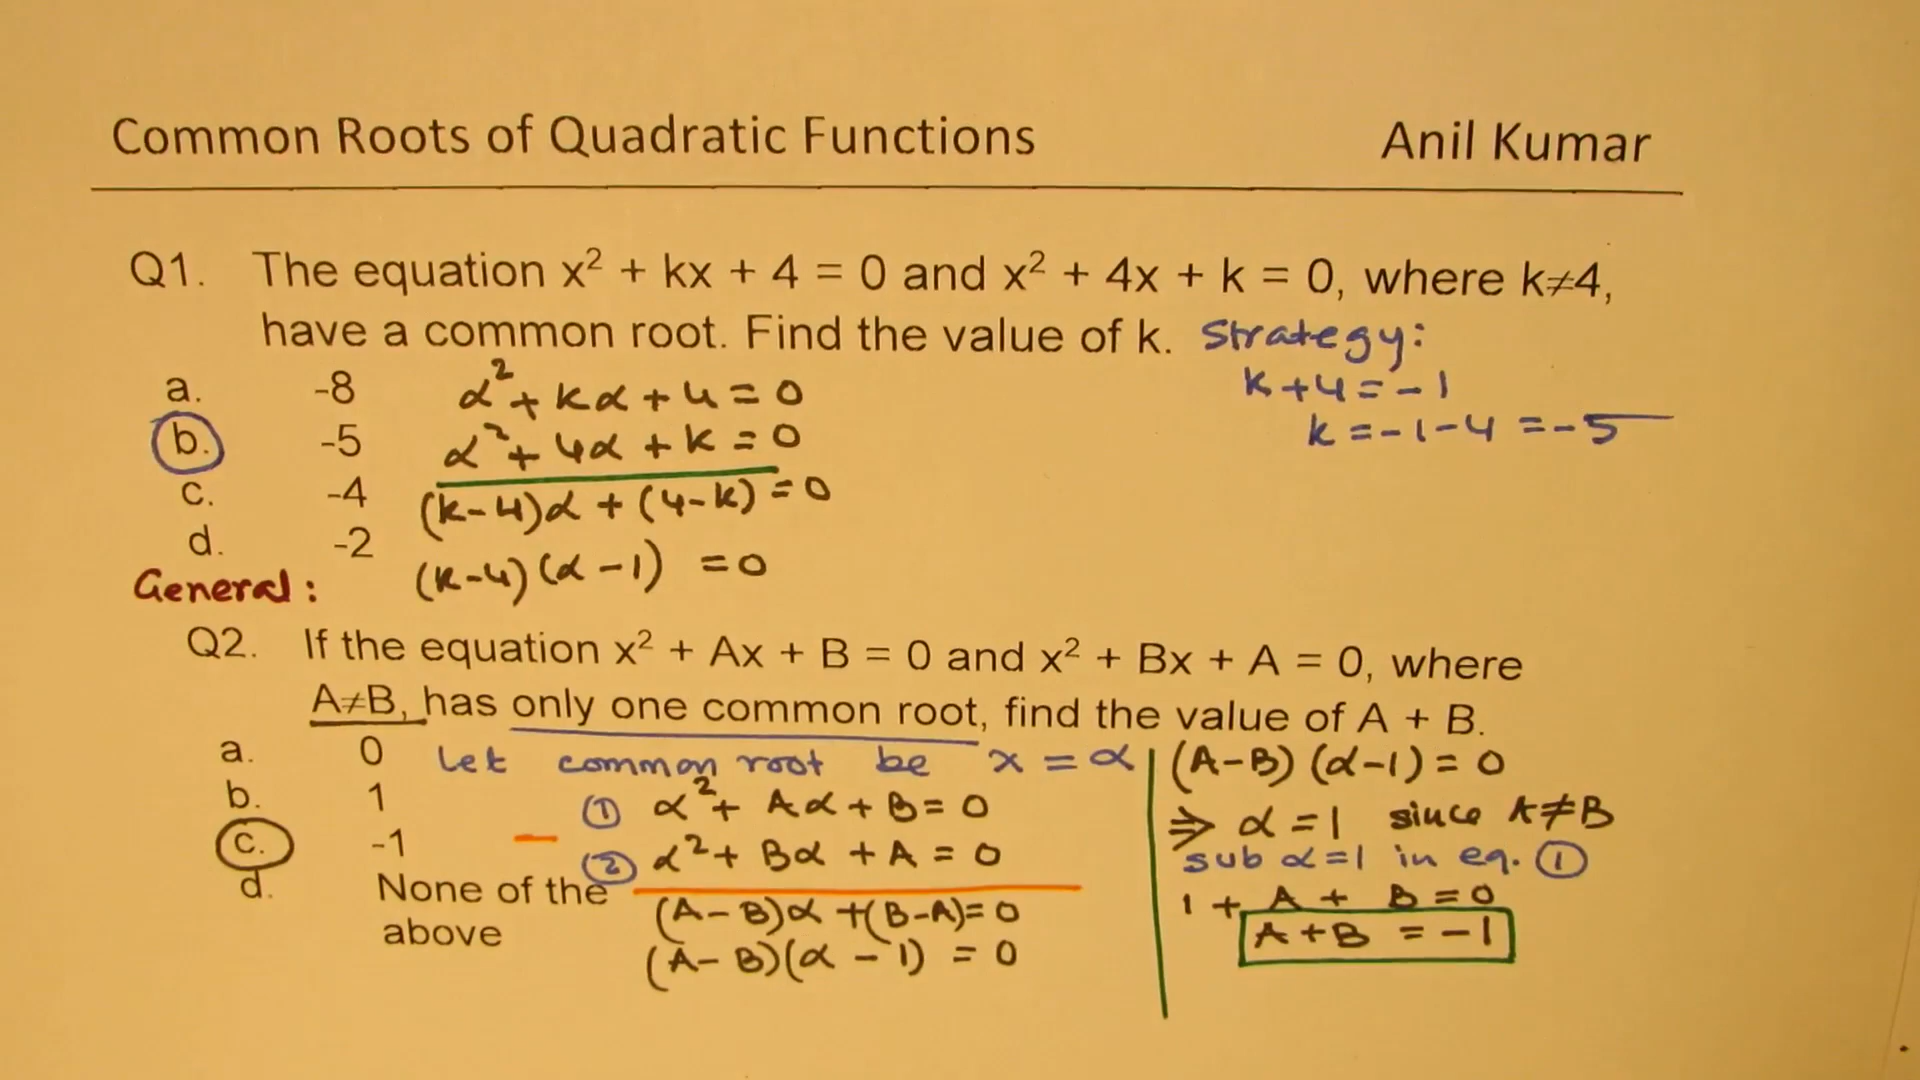 Common Roots of Quadratic Functions Anil Kumar
Q1. The equation x² + kx + 4 = 0 and x² + 4x + k = 0, where k≠4,
have a common root. Find the value of k. Strategy:
a. -8 α² + kα + 4 = 0 k + 4 = -1
b. -5 α² + 4α + k = 0 k = -1 - 4 = -5
c. -4 (k-4)α + (4-k) = 0
d. -2 (k-4)(α-1) = 0
General:
Q2. If the equation x² + Ax + B = 0 and x² + Bx + A = 0, where
A≠B, has only one common root, find the value of A + B.
a. 0 Let common root be x = α
b. 1 ① α² + Aα + B = 0
c. -1 — ② α² + Bα + A = 0
d. None of the
above
(A-B)α + (B-A) = 0
(A-B)(α-1) = 0
(A-B)(α-1) = 0
⇒ α = 1 since A≠B
sub α=1 in eq. ①
1 + A + B = 0
A + B = -1